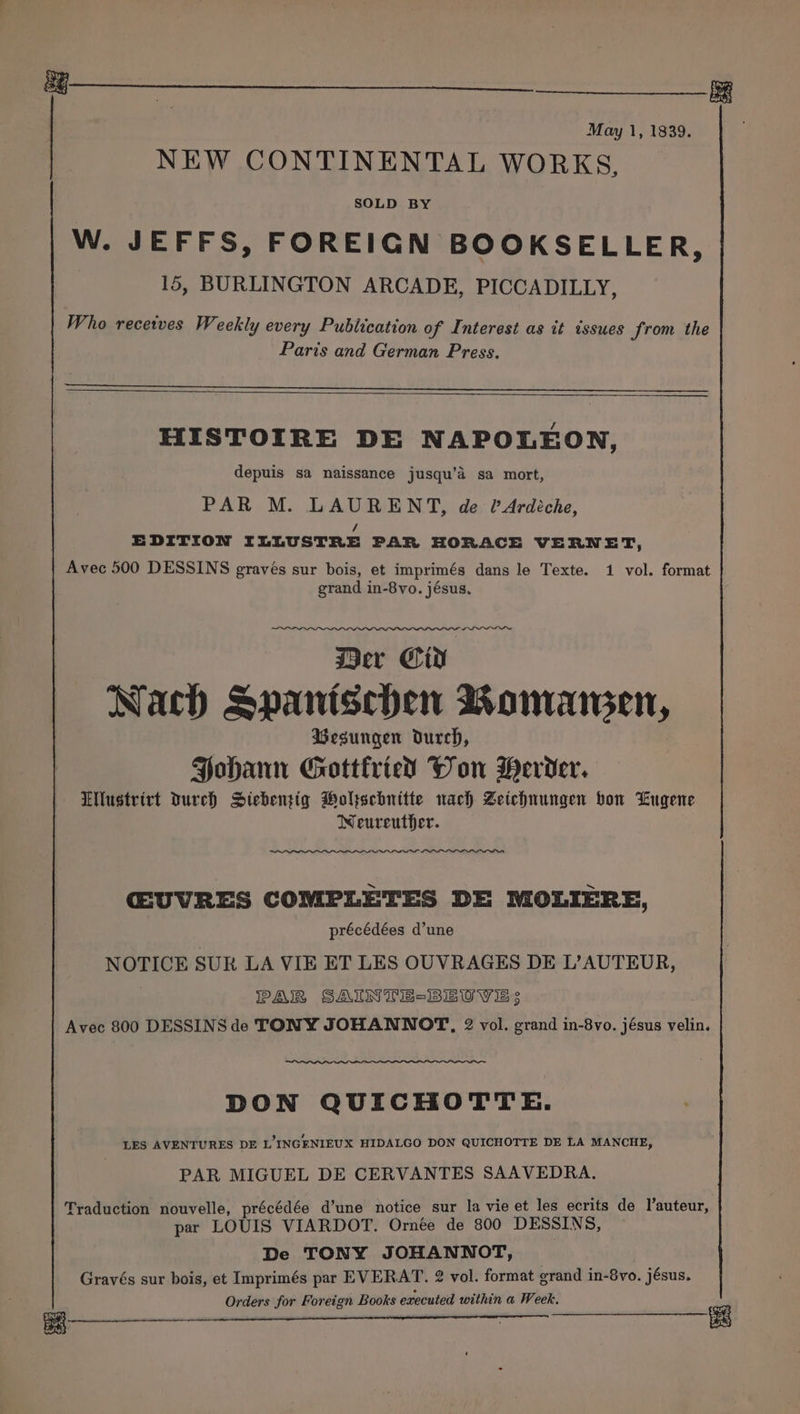 May 1, 1839.
NEW CONTINENTAL WORKS,
SOLD BY
W. JEFFS, FOREIGN BOOKSELLER,
15, BURLINGTON ARCADE, PICCADILLY,
Who receives Weekly every Publication of Interest as it issues from the
Paris and German Press.
HISTOIRE DE NAPOLÉON,
depuis sa naissance jusqu'à sa mort,
PAR M. LAURENT, de l'Ardèche,
EDITION ILLUSTRÉ PAR HORACE VERNET,
Avec 500 DESSINS gravés sur bois, et imprimés dans le Texte. 1 vol. format
grand in-8vo. jésus.
Der Cid
Nach Spanischen Romanzen,
Besungen durch,
Johann Gottfried Von Herder.
Illustrirt durch Siebenzig Holzschnitte nach Zeichnungen von Eugene
Neureuther.
ŒUVRES COMPLÈTES DE MOLIÈRE,
précédées d'une
NOTICE SUR LA VIE ET LES OUVRAGES DE L'AUTEUR,
PAR SAINTE-BEUVE;
Avec 800 DESSINS de TONY JOHANNOT, 2 vol. grand in-8vo. jésus velin.
DON QUICHOTTE.
LES AVENTURES DE L'INGÉNIEUX HIDALGO DON QUICHOTTE DE LA MANCHE,
PAR MIGUEL DE CERVANTES SAAVEDRA.
Traduction nouvelle, précédée d'une notice sur la vie et les ecrits de l'auteur,
par LOUIS VIARDOT. Ornée de 800 DESSINS,
De TONY JOHANNOT,
Gravés sur bois, et Imprimés par EVERAT. 2 vol. format grand in-8vo. jésus.
Orders for Foreign Books executed within a Week.